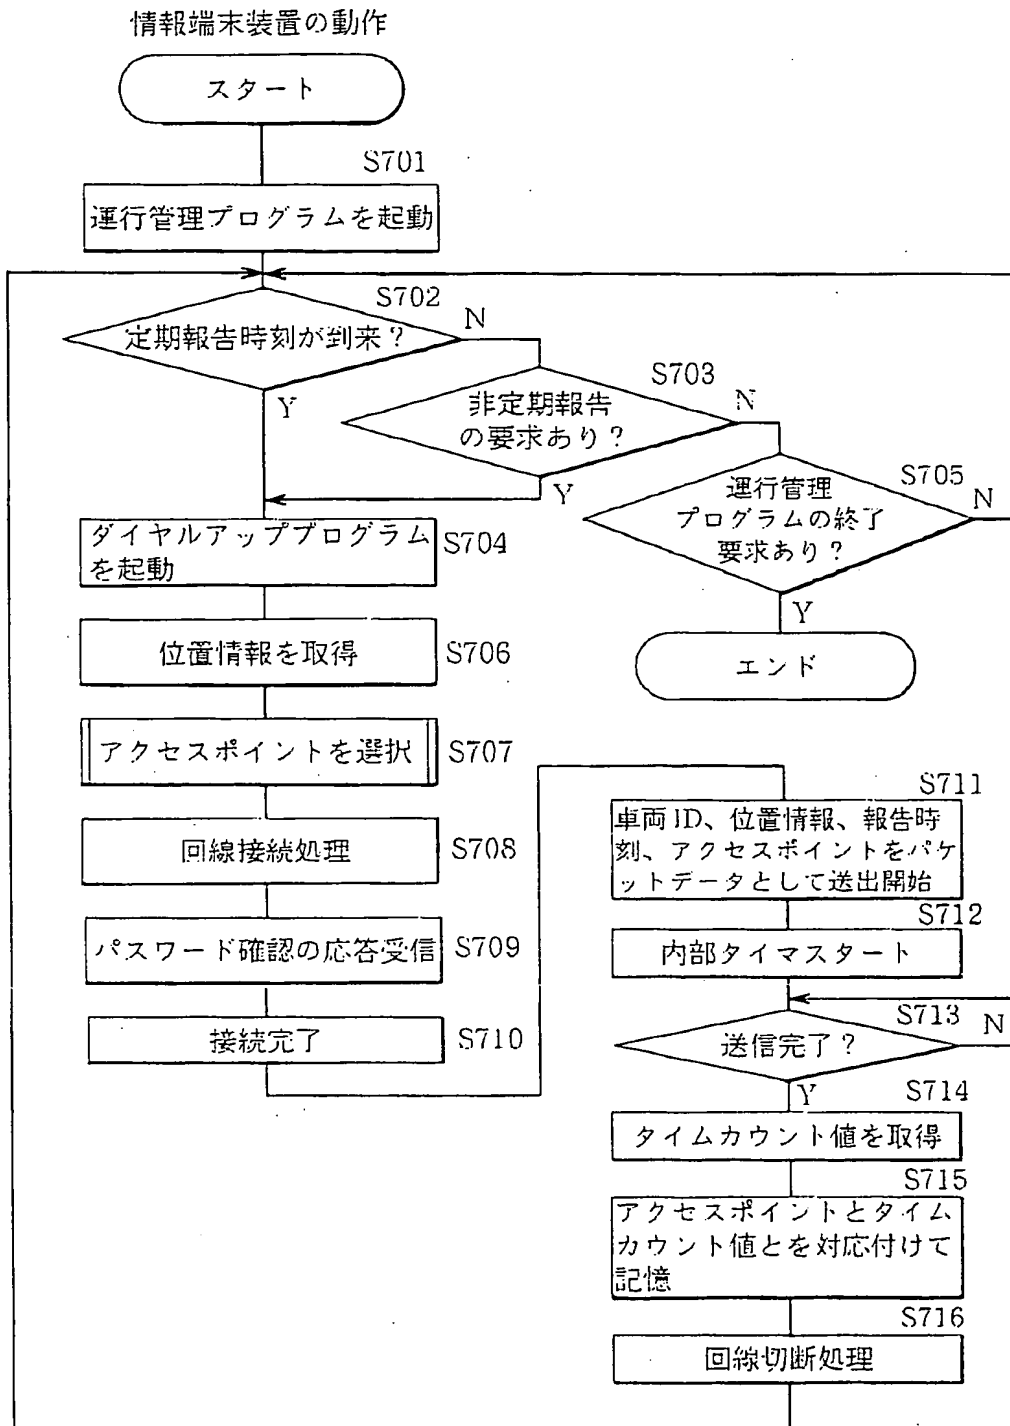 情報端末装置の動作
スタート
S701
運行管理プログラムを起動
S702
定期報告時刻が到来？
N
Y
S703
非定期報告
の要求あり？
N
Y
S705
運行管理
プログラムの終了
要求あり？
N
Y
エンド
ダイヤルアッププログラム
を起動
S704
位置情報を取得
S706
アクセスポイントを選択
S707
回線接続処理
S708
パスワード確認の応答受信
S709
接続完了
S710
S711
車両ID、位置情報、報告時
刻、アクセスポイントをパケ
ットデータとして送出開始
S712
内部タイマスタート
S713
送信完了？
N
Y
S714
タイムカウント値を取得
S715
アクセスポイントとタイム
カウント値とを対応付けて
記憶
S716
回線切断処理